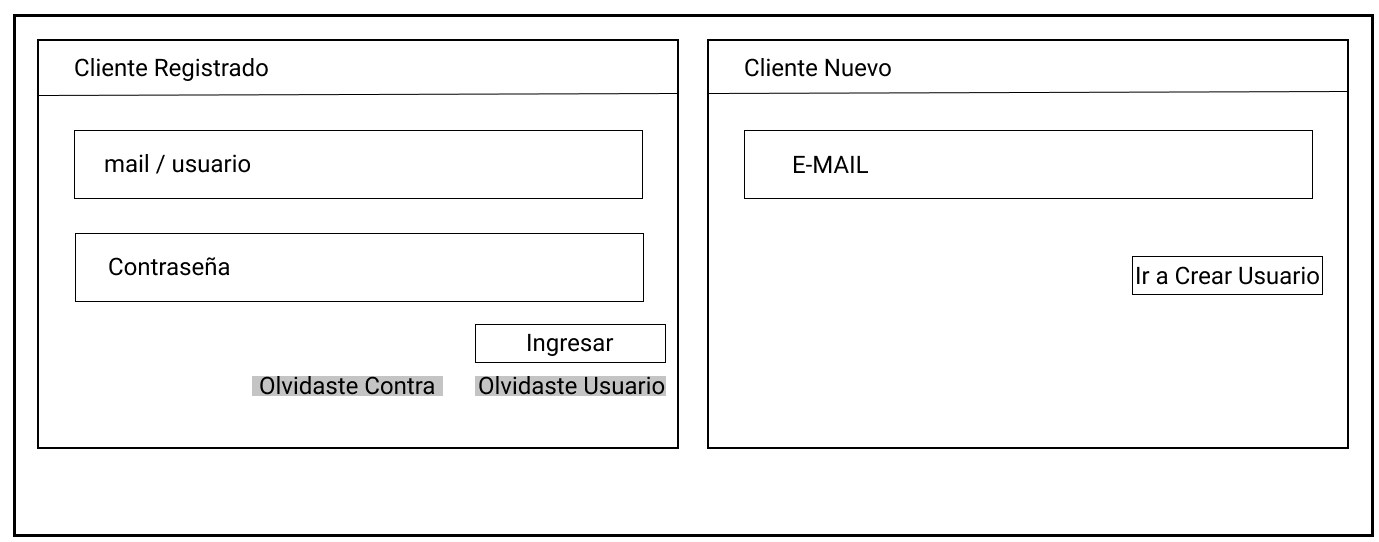 Cliente Registrado
mail / usuario
Contraseña
Ingresar
Olvidaste Contra
Olvidaste Usuario
Cliente Nuevo
E-MAIL
Ir a Crear Usuario